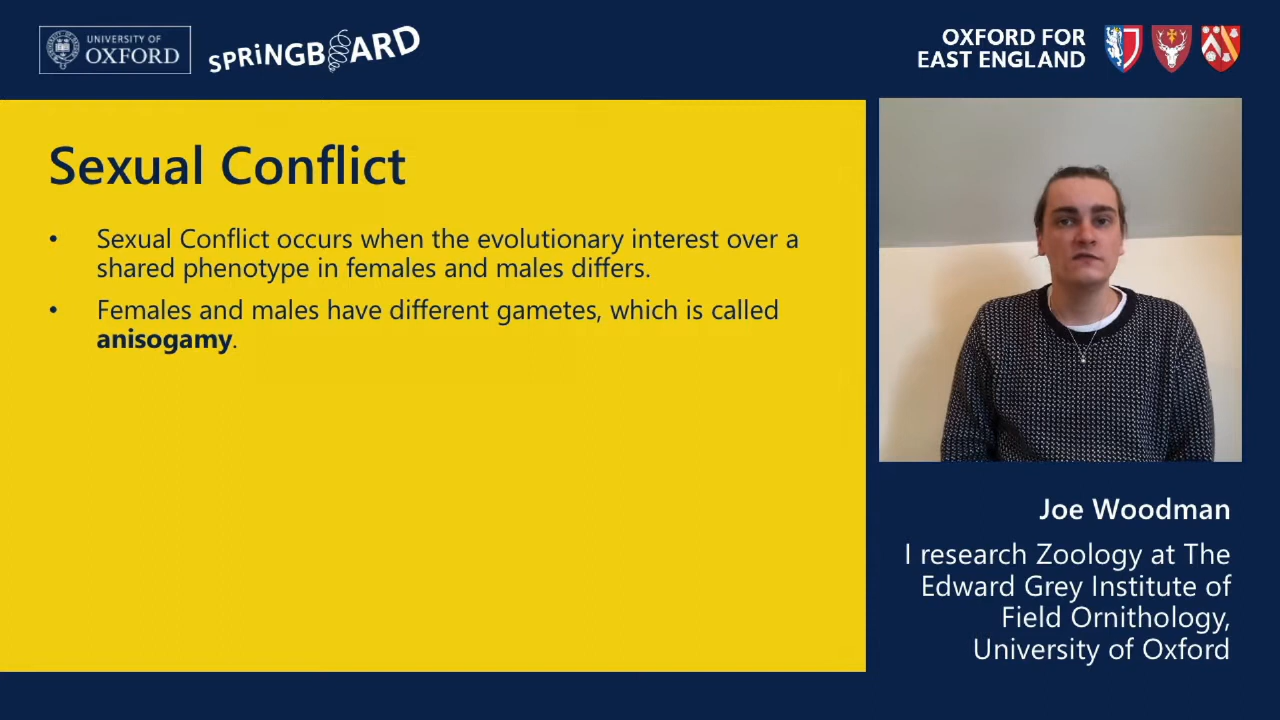 UNIVERSITY OF
OXFORD
SPRiNGBOARD
OXFORD FOR
EAST ENGLAND
Sexual Conflict
• Sexual Conflict occurs when the evolutionary interest over a
shared phenotype in females and males differs.
• Females and males have different gametes, which is called
anisogamy.
Joe Woodman
I research Zoology at The
Edward Grey Institute of
Field Ornithology,
University of Oxford